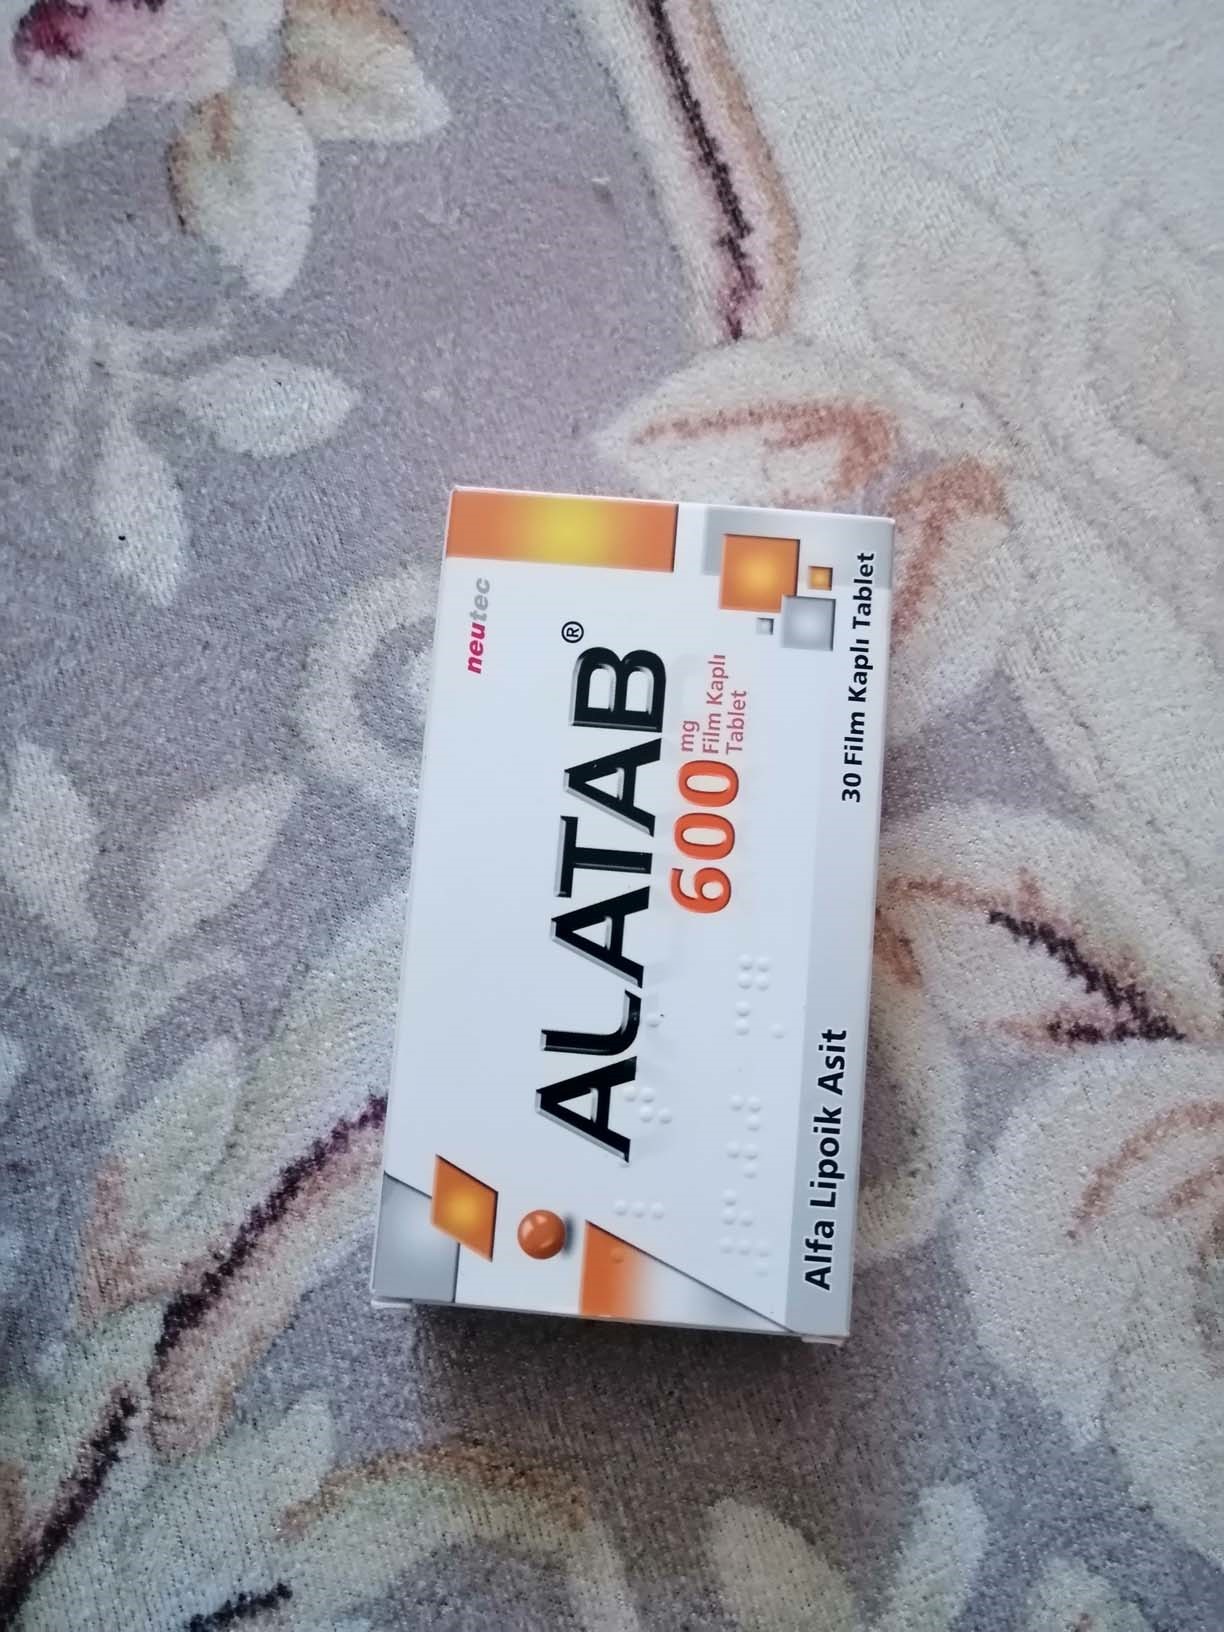 neutec
ALATAB®
600 mg
Film Kaplı
Tablet
Alfa Lipoik Asit
30 Film Kaplı Tablet